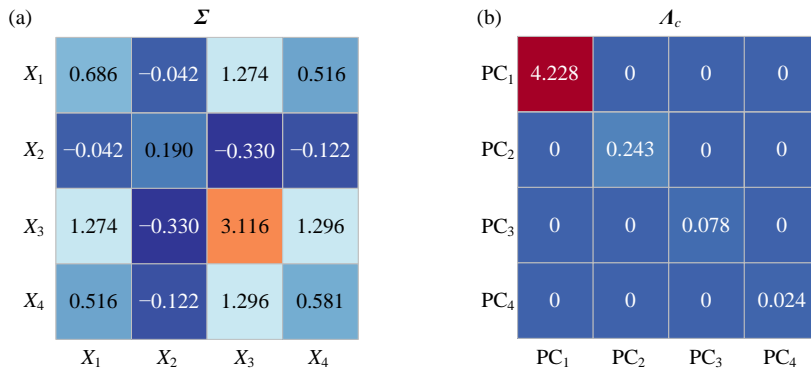 (a) Σ
X₁ 0.686 −0.042 1.274 0.516
X₂ −0.042 0.190 −0.330 −0.122
X₃ 1.274 −0.330 3.116 1.296
X₄ 0.516 −0.122 1.296 0.581
X₁ X₂ X₃ X₄
(b) Λc
PC₁ 4.228 0 0 0
PC₂ 0 0.243 0 0
PC₃ 0 0 0.078 0
PC₄ 0 0 0 0.024
PC₁ PC₂ PC₃ PC₄